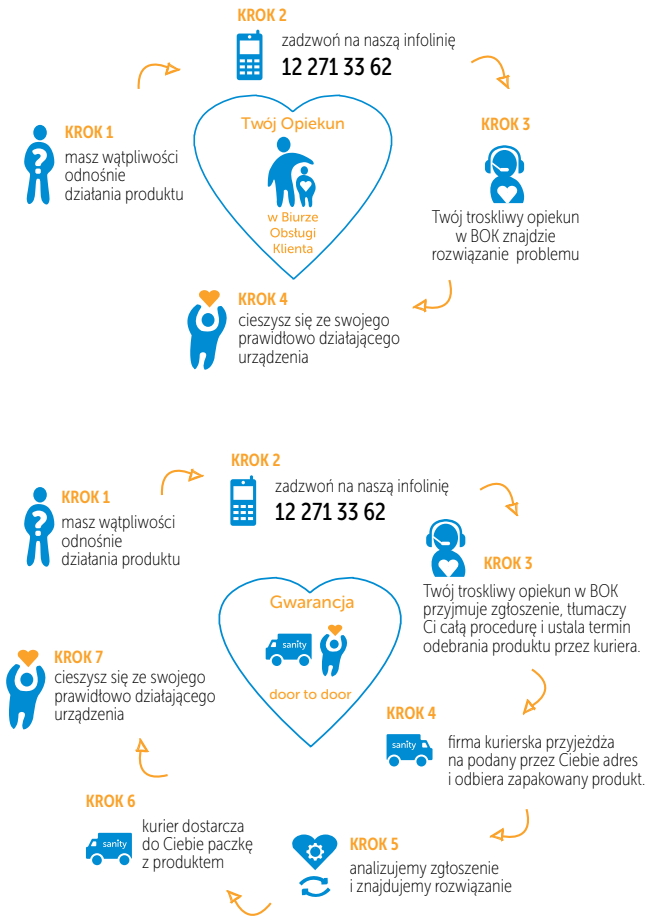 KROK 2
zadzwoń na naszą infolinię
12 271 33 62
KROK 1
masz wątpliwości
odnośnie
działania produktu
Twój Opiekun
w Biurze
Obsługi
Klienta
KROK 3
Twój troskliwy opiekun
w BOK znajdzie
rozwiązanie problemu
KROK 4
cieszysz się ze swojego
prawidłowo działającego
urządzenia
KROK 2
zadzwoń na naszą infolinię
12 271 33 62
KROK 1
masz wątpliwości
odnośnie
działania produktu
KROK 3
Twój troskliwy opiekun w BOK
przyjmuje zgłoszenie, tłumaczy
Ci całą procedurę i ustala termin
odebrania produktu przez kuriera.
Gwarancja
sanity
door to door
KROK 7
cieszysz się ze swojego
prawidłowo działającego
urządzenia
KROK 4
sanity
firma kurierska przyjeżdża
na podany przez Ciebie adres
i odbiera zapakowany produkt.
KROK 6
sanity
kurier dostarcza
do Ciebie paczkę
z produktem
KROK 5
analizujemy zgłoszenie
i znajdujemy rozwiązanie